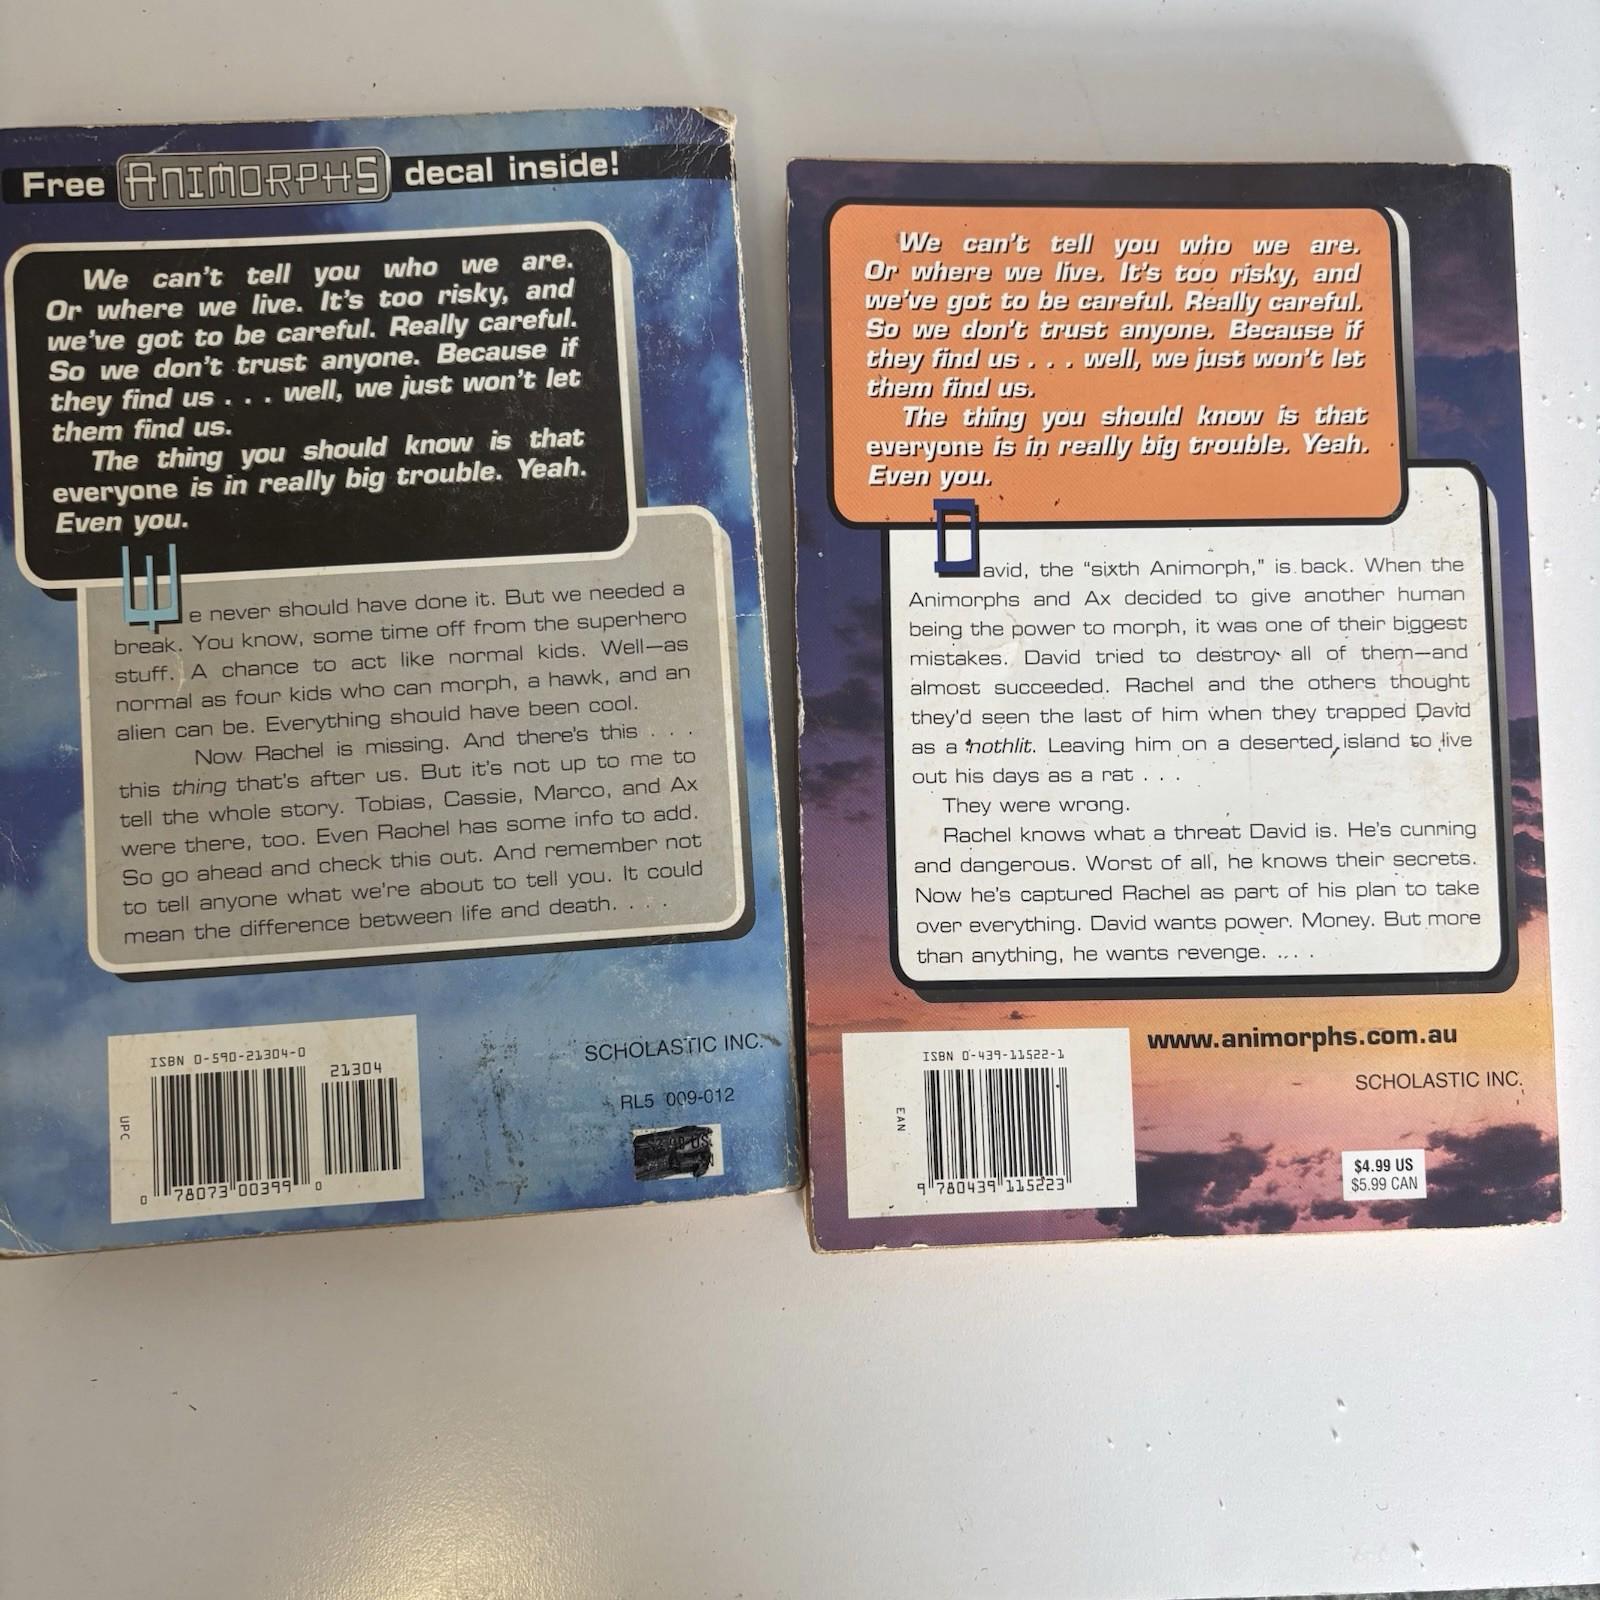 Free ANIMORPHS decal inside!
We can't tell you who we are.
Or where we live. It's too risky, and
we've got to be careful. Really careful.
So we don't trust anyone. Because if
they find us . . . well, we just won't let
them find us.
The thing you should know is that
everyone is in really big trouble. Yeah.
Even you.
We never should have done it. But we needed a
break. You know, some time off from the superhero
stuff. A chance to act like normal kids. Well—as
normal as four kids who can morph, a hawk, and an
alien can be. Everything should have been cool.
Now Rachel is missing. And there's this . . .
this thing that's after us. But it's not up to me to
tell the whole story. Tobias, Cassie, Marco, and Ax
were there, too. Even Rachel has some info to add.
So go ahead and check this out. And remember not
to tell anyone what we're about to tell you. It could
mean the difference between life and death. . . .
ISBN 0-590-21304-0
21304
UPC
0 78073 00399 0
SCHOLASTIC INC.
RL5 009-012
We can't tell you who we are.
Or where we live. It's too risky, and
we've got to be careful. Really careful.
So we don't trust anyone. Because if
they find us . . . well, we just won't let
them find us.
The thing you should know is that
everyone is in really big trouble. Yeah.
Even you.
David, the “sixth Animorph,” is back. When the
Animorphs and Ax decided to give another human
being the power to morph, it was one of their biggest
mistakes. David tried to destroy all of them—and
almost succeeded. Rachel and the others thought
they'd seen the last of him when they trapped David
as a nothlit. Leaving him on a deserted island to live
out his days as a rat . . .
They were wrong.
Rachel knows what a threat David is. He's cunning
and dangerous. Worst of all, he knows their secrets.
Now he's captured Rachel as part of his plan to take
over everything. David wants power. Money. But more
than anything, he wants revenge. . . .
www.animorphs.com.au
ISBN 0-439-11522-1
EAN
9 780439 115223
SCHOLASTIC INC.
$4.99 US
$5.99 CAN